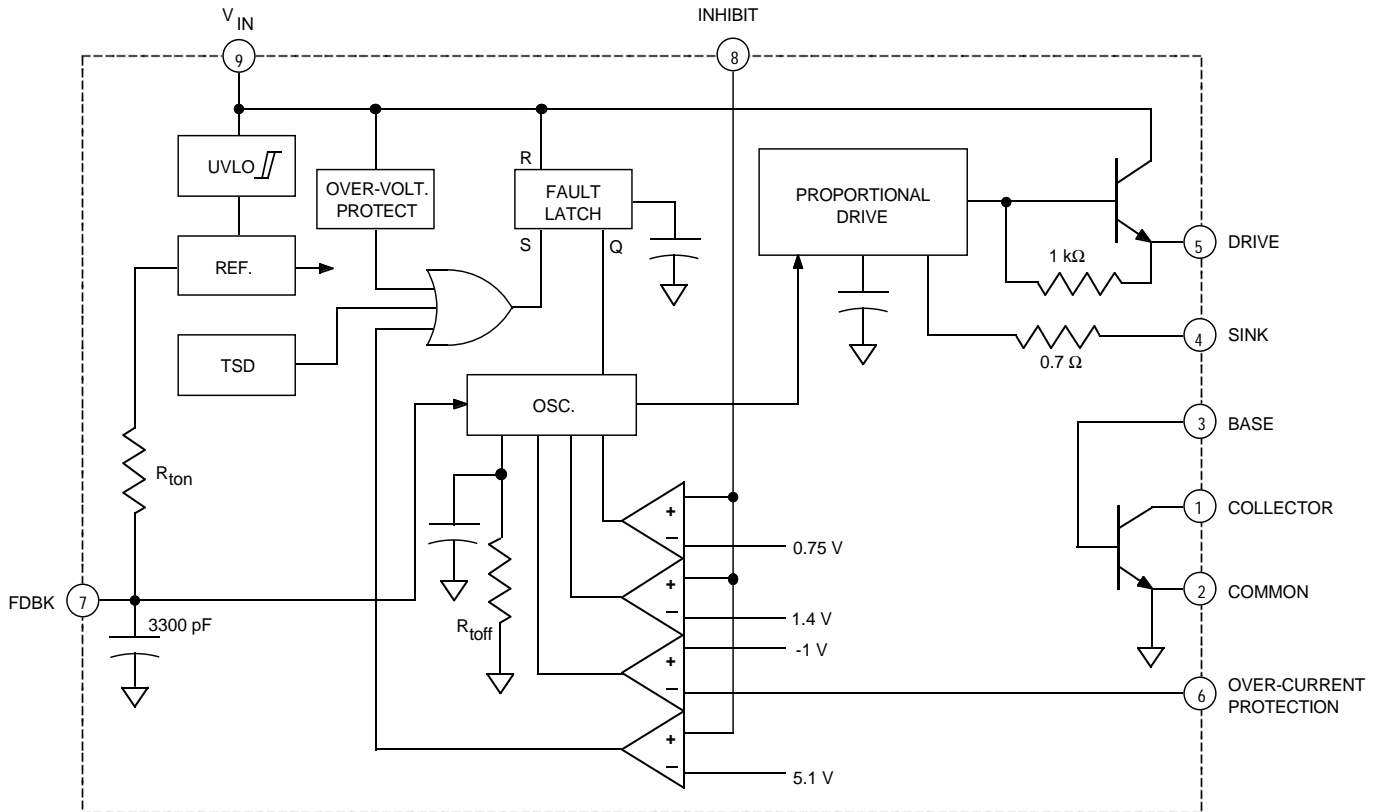 V IN
INHIBIT
9
8
UVLO
OVER-VOLT.
PROTECT
R
FAULT
LATCH
S
Q
PROPORTIONAL
DRIVE
REF.
1 kΩ
5
DRIVE
TSD
0.7 Ω
4
SINK
OSC.
3
BASE
Rton
+
−
0.75 V
1
COLLECTOR
FDBK
7
3300 pF
Rtoff
+
−
1.4 V
2
COMMON
+
−
-1 V
6
OVER-CURRENT
PROTECTION
+
−
5.1 V